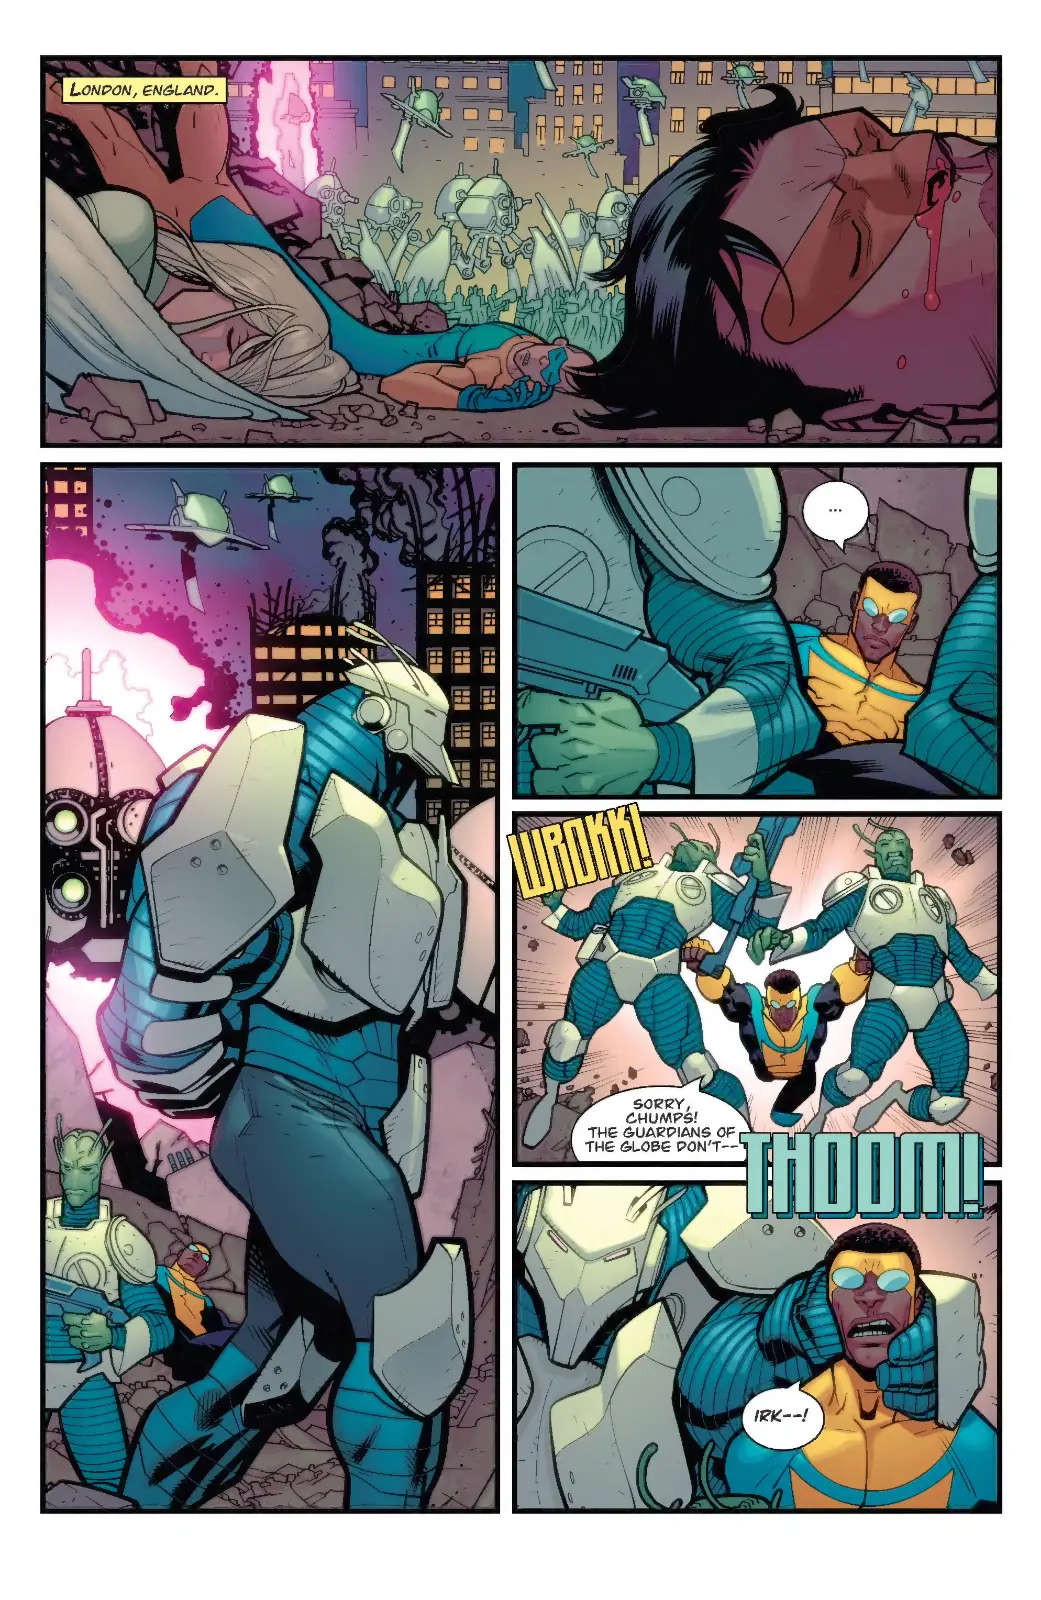 LONDON, ENGLAND.
...
WROKK!
SORRY,
CHUMPS!
THE GUARDIANS OF
THE GLOBE DON'T--
THOOM!
IRK--!